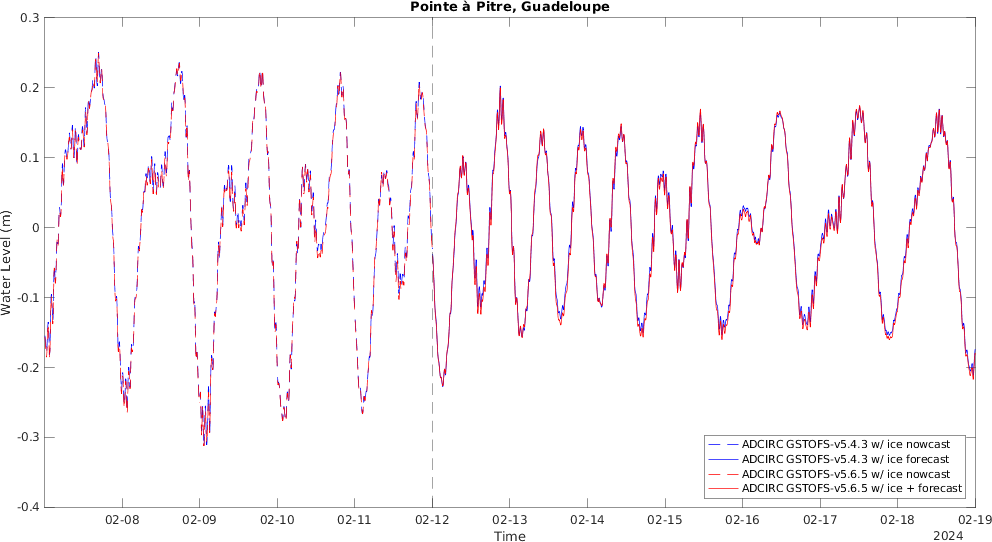 Pointe à Pitre, Guadeloupe
0.3
0.2
0.1
0
-0.1
-0.2
-0.3
-0.4
Water Level (m)
ADCIRC GSTOFS-v5.4.3 w/ ice nowcast
ADCIRC GSTOFS-v5.4.3 w/ ice forecast
ADCIRC GSTOFS-v5.6.5 w/ ice nowcast
ADCIRC GSTOFS-v5.6.5 w/ ice + forecast
02-08 02-09 02-10 02-11 02-12 02-13 02-14 02-15 02-16 02-17 02-18 02-19
Time
2024